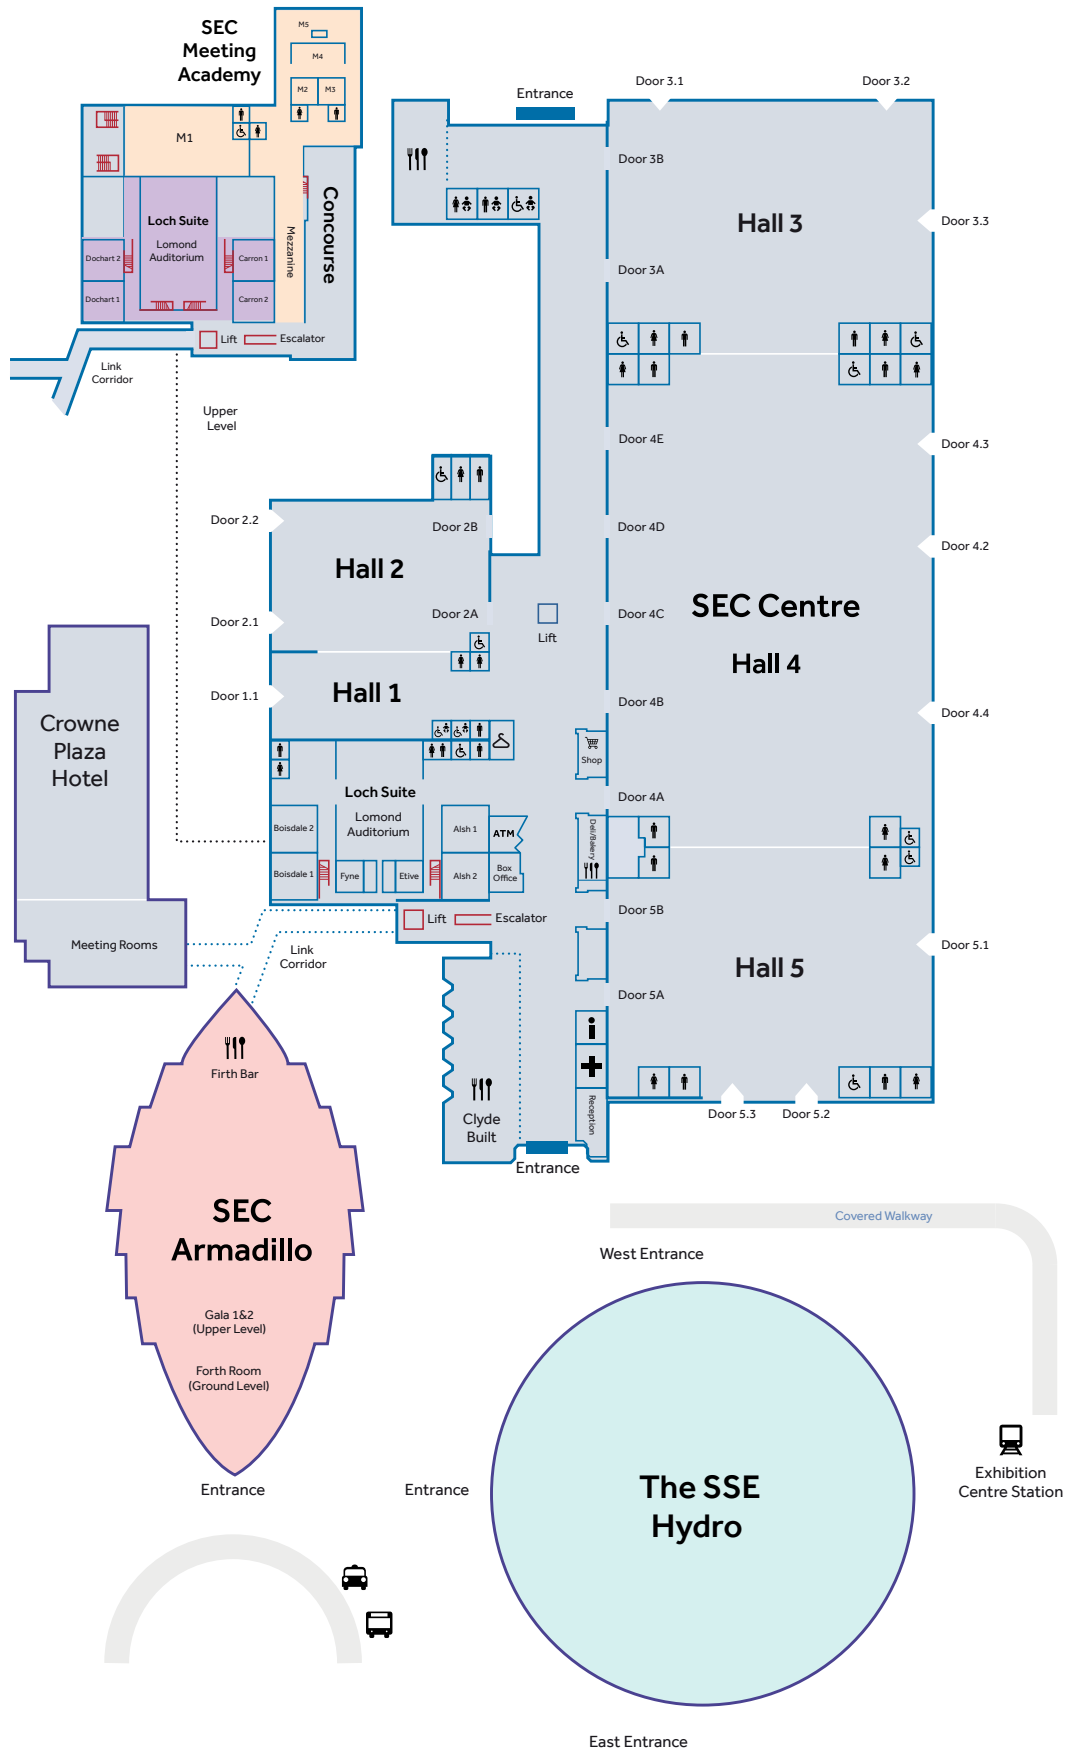 SEC
Meeting
Academy
M5
M4
M2
M3
M1
Concourse
Mezzanine
Loch Suite
Lomond
Auditorium
Dochart 2
Dochart 1
Carron 1
Carron 2
Lift
Escalator
Link
Corridor
Upper
Level
Entrance
Door 3.1
Door 3.2
Door 3B
Hall 3
Door 3.3
Door 3A
Door 4E
Door 4.3
Door 2.2
Door 2B
Door 4D
Door 4.2
Hall 2
SEC Centre
Door 2.1
Door 2A
Lift
Door 4C
Hall 4
Door 1.1
Hall 1
Door 4B
Door 4.4
Crowne
Plaza
Hotel
Shop
Loch Suite
Lomond
Auditorium
Door 4A
Boisdale 2
Alsh 1
ATM
Deli/Bakery
Boisdale 1
Fyne
Etive
Alsh 2
Box
Office
Lift
Escalator
Door 5B
Meeting Rooms
Link
Corridor
Door 5.1
Hall 5
Door 5A
Firth Bar
Clyde
Built
Reception
Door 5.3
Door 5.2
Entrance
SEC
Armadillo
Covered Walkway
West Entrance
Gala 1&2
(Upper Level)
Forth Room
(Ground Level)
Entrance
Entrance
The SSE
Hydro
Exhibition
Centre Station
East Entrance